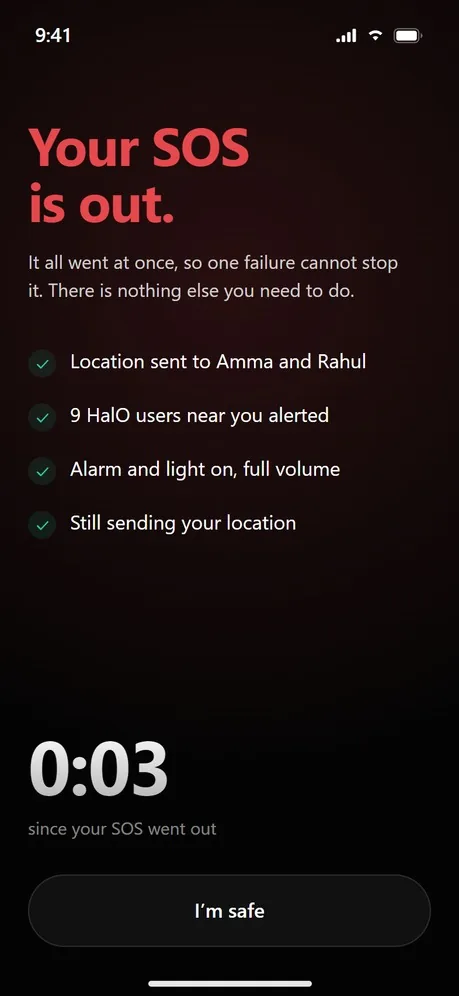 9:41
Your SOS
is out.
It all went at once, so one failure cannot stop
it. There is nothing else you need to do.
Location sent to Amma and Rahul
9 HalO users near you alerted
Alarm and light on, full volume
Still sending your location
0:03
since your SOS went out
I’m safe